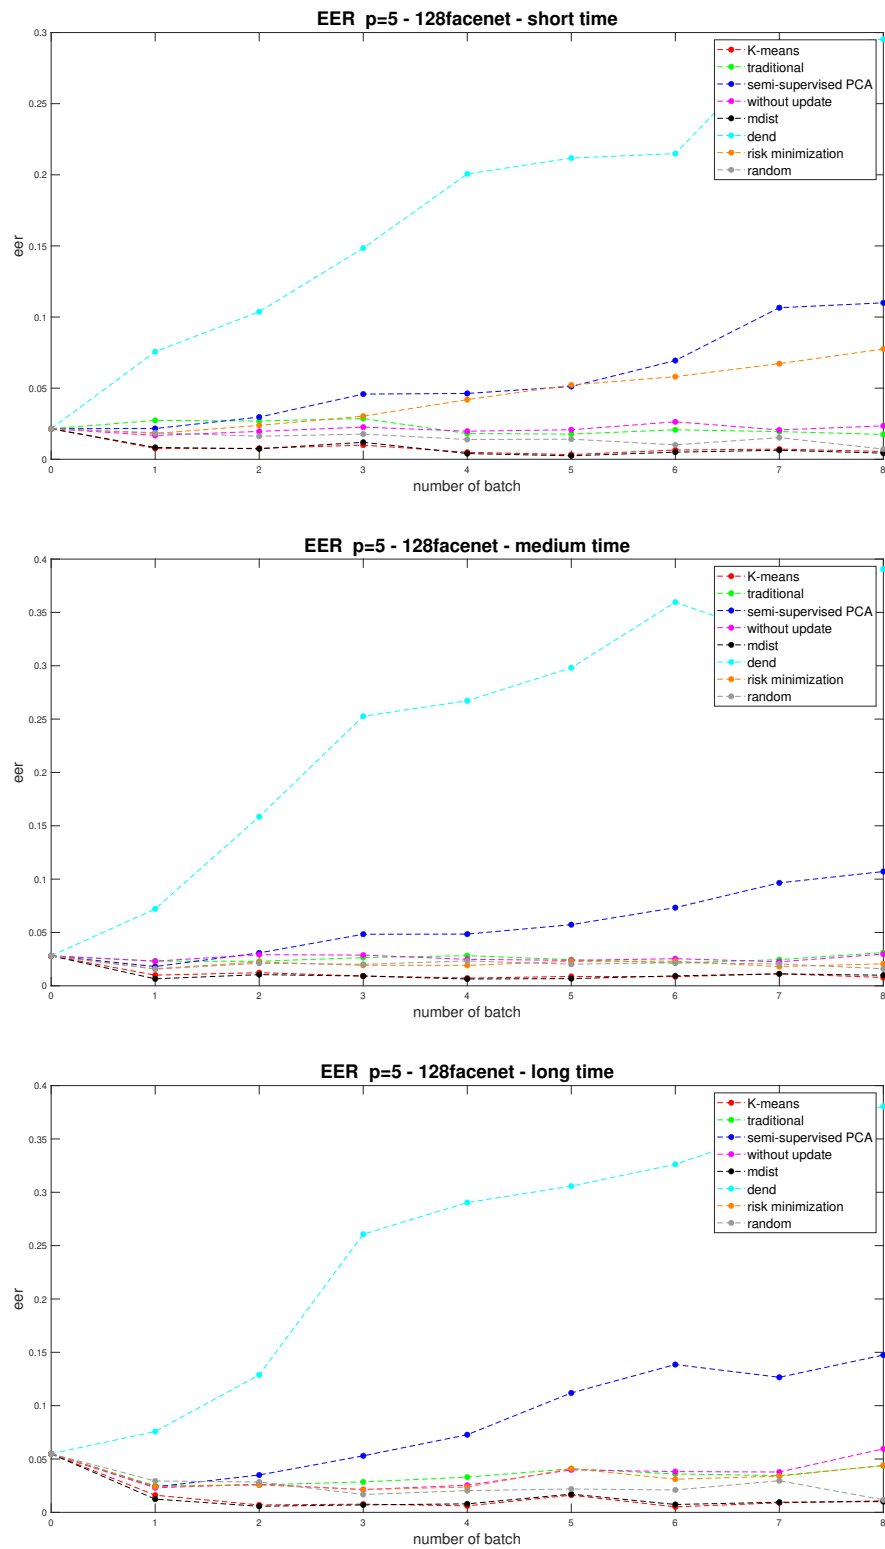 EER p=5 - 128facenet - short time
0.3
0.25
0.2
0.15
0.1
0.05
0
eer
K-means
traditional
semi-supervised PCA
without update
mdist
dend
risk minimization
random
0 1 2 3 4 5 6 7 8
number of batch
EER p=5 - 128facenet - medium time
0.4
0.35
0.3
0.25
0.2
0.15
0.1
0.05
0
eer
K-means
traditional
semi-supervised PCA
without update
mdist
dend
risk minimization
random
0 1 2 3 4 5 6 7 8
number of batch
EER p=5 - 128facenet - long time
0.4
0.35
0.3
0.25
0.2
0.15
0.1
0.05
0
eer
K-means
traditional
semi-supervised PCA
without update
mdist
dend
risk minimization
random
0 1 2 3 4 5 6 7 8
number of batch